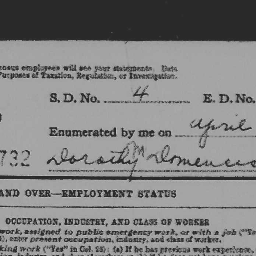 ensus employees will see your statements. Data
Purposes of Taxation, Regulation, or Investigation.
S. D. No. 4 E. D. No.
Enumerated by me on April
732 Dorothy M
AND OVER—EMPLOYMENT STATUS
OCCUPATION, INDUSTRY, AND CLASS OF WORKER
work, assigned to public emergency work, or with a job ("Ye
), enter present occupation, industry, and class of worker.
king work ("Yes" in Col. 23): (a) If he has previous work experience,